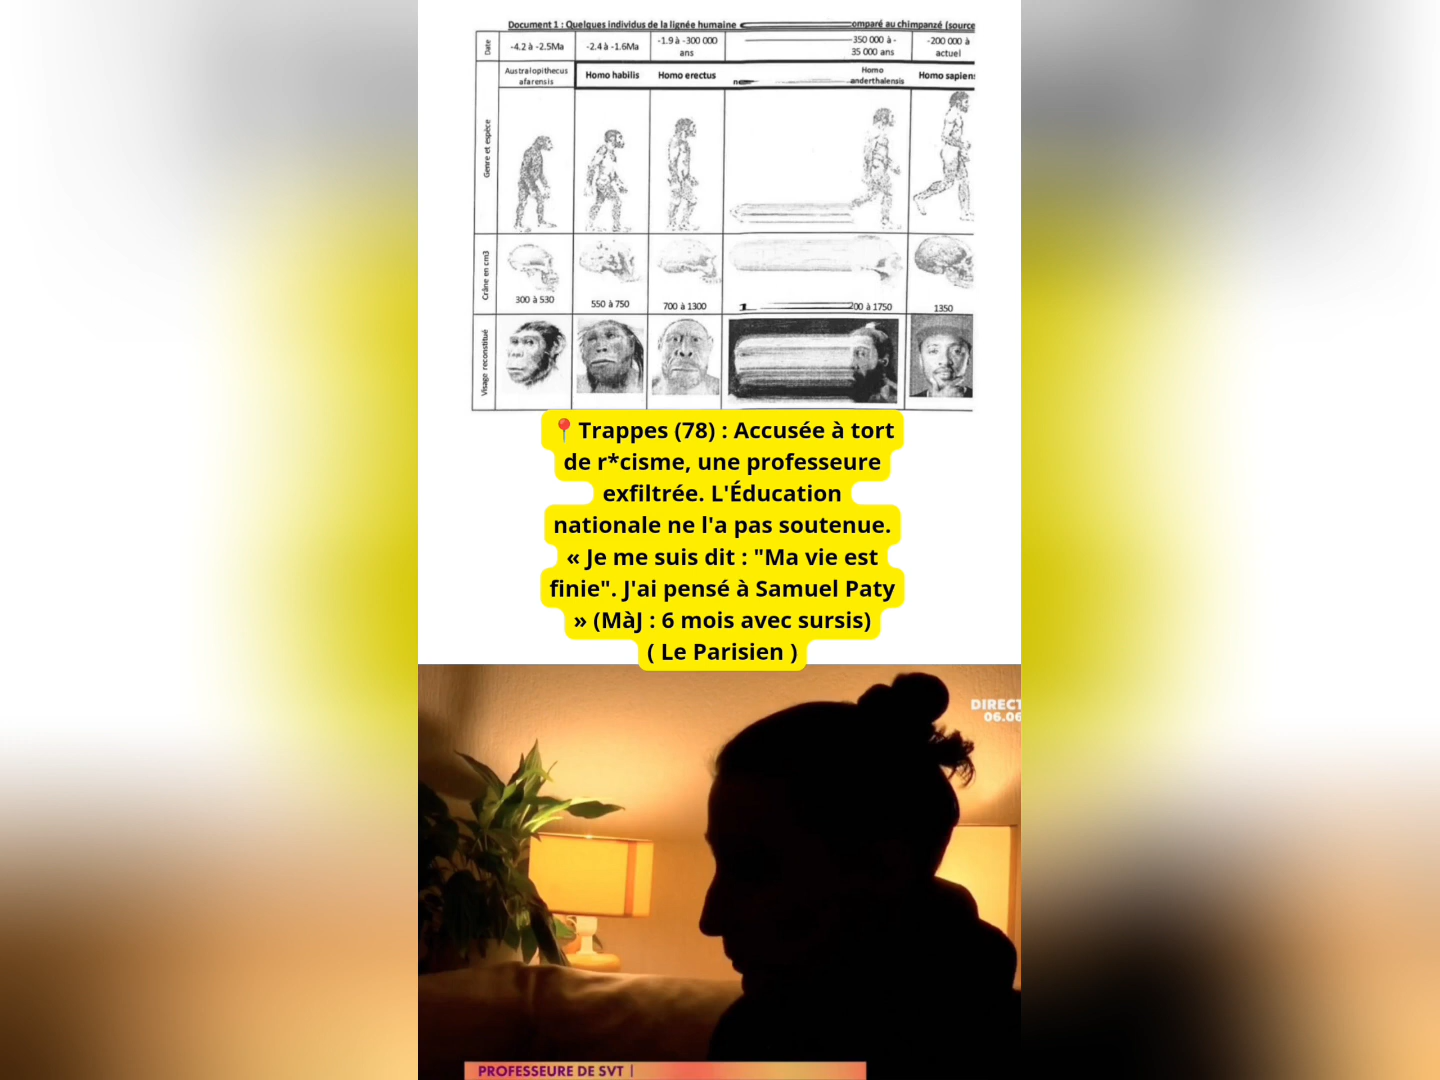 Document 1 : Quelques individus de la lignée humaine
omparé au chimpanzé (source
Date
-4.2 à -2.5Ma
-2.4 à -1.6Ma
-1.9 à -300 000
ans
-350 000 à -
35 000 ans
-200 000 à
actuel
Genre et espèce
Australopithecus
afarensis
Homo habilis
Homo erectus
Homo
anderthalensis
Homo sapiens
Crâne en cm3
300 à 530
550 à 750
700 à 1300
00 à 1750
1350
Visage reconstitué
📍Trappes (78) : Accusée à tort
de r*cisme, une professeure
exfiltrée. L'Éducation
nationale ne l'a pas soutenue.
« Je me suis dit : "Ma vie est
finie". J'ai pensé à Samuel Paty
» (MàJ : 6 mois avec sursis)
( Le Parisien )
DIRECT
06.06
PROFESSEURE DE SVT |